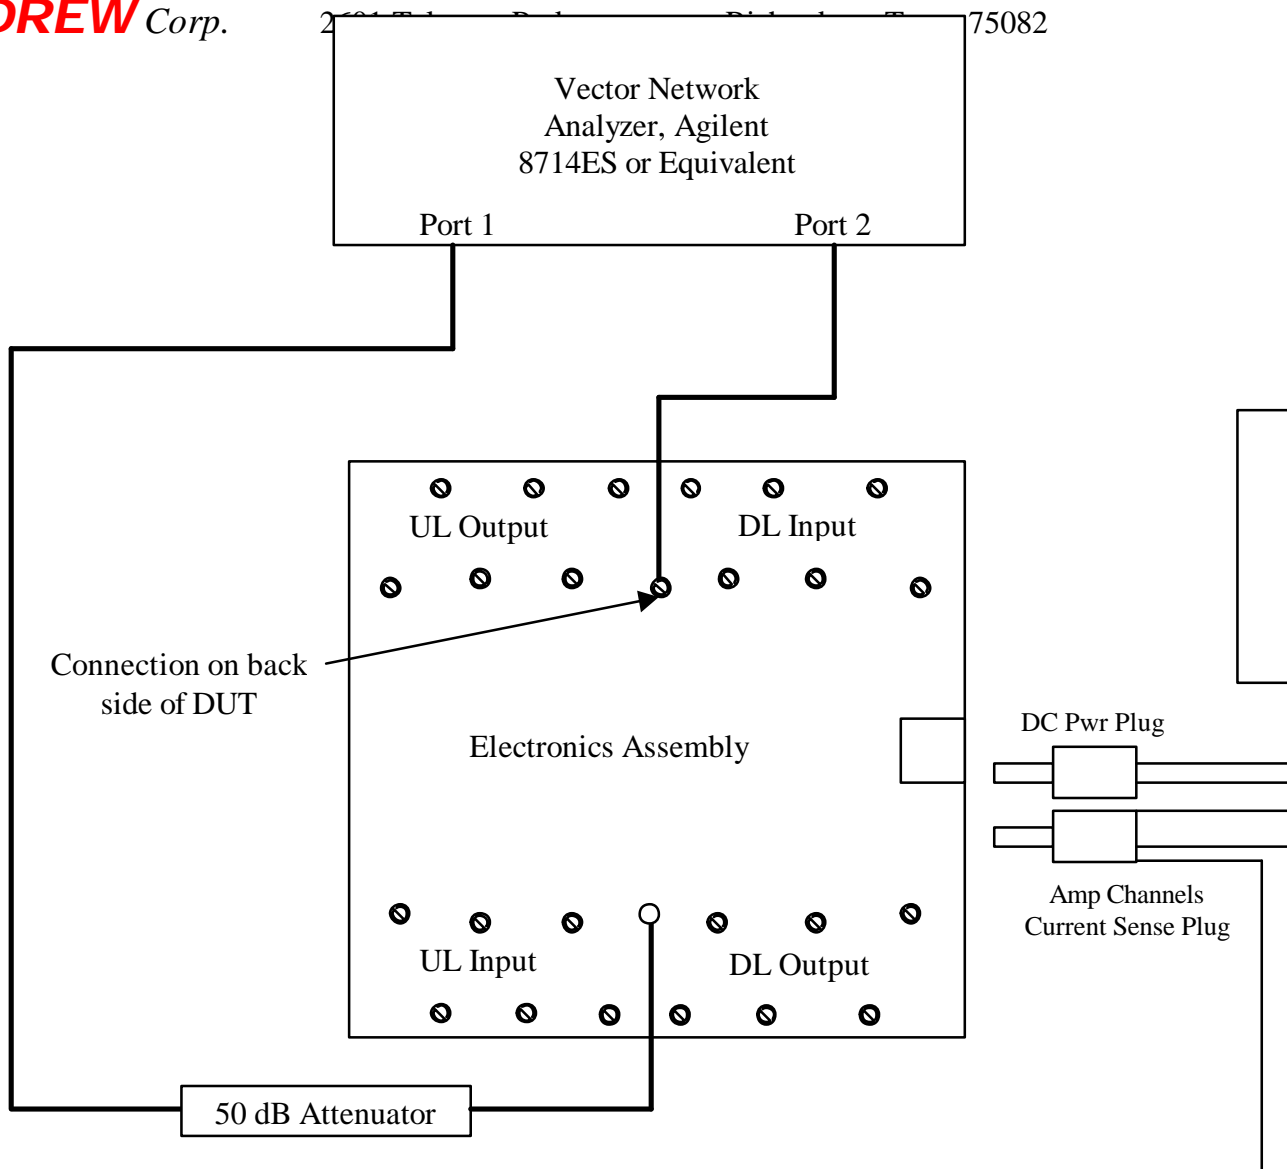 DREW Corp. 75082
Vector Network
Analyzer, Agilent
8714ES or Equivalent
Port 1 Port 2
UL Output DL Input
Connection on back
side of DUT
Electronics Assembly
DC Pwr Plug
Amp Channels
Current Sense Plug
UL Input DL Output
50 dB Attenuator